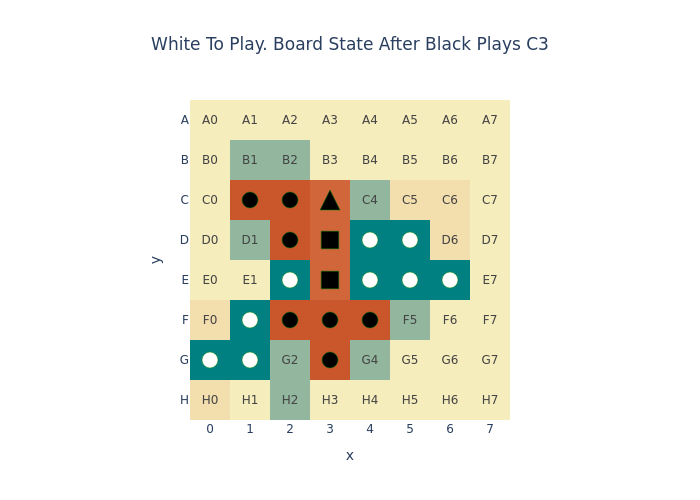 White To Play. Board State After Black Plays C3
A A0 A1 A2 A3 A4 A5 A6 A7
B B0 B1 B2 B3 B4 B5 B6 B7
C C0 C4 C5 C6 C7
D D0 D1 D6 D7
E E0 E1 E7
F F0 F5 F6 F7
G G2 G4 G5 G6 G7
H H0 H1 H2 H3 H4 H5 H6 H7
0 1 2 3 4 5 6 7
x
y